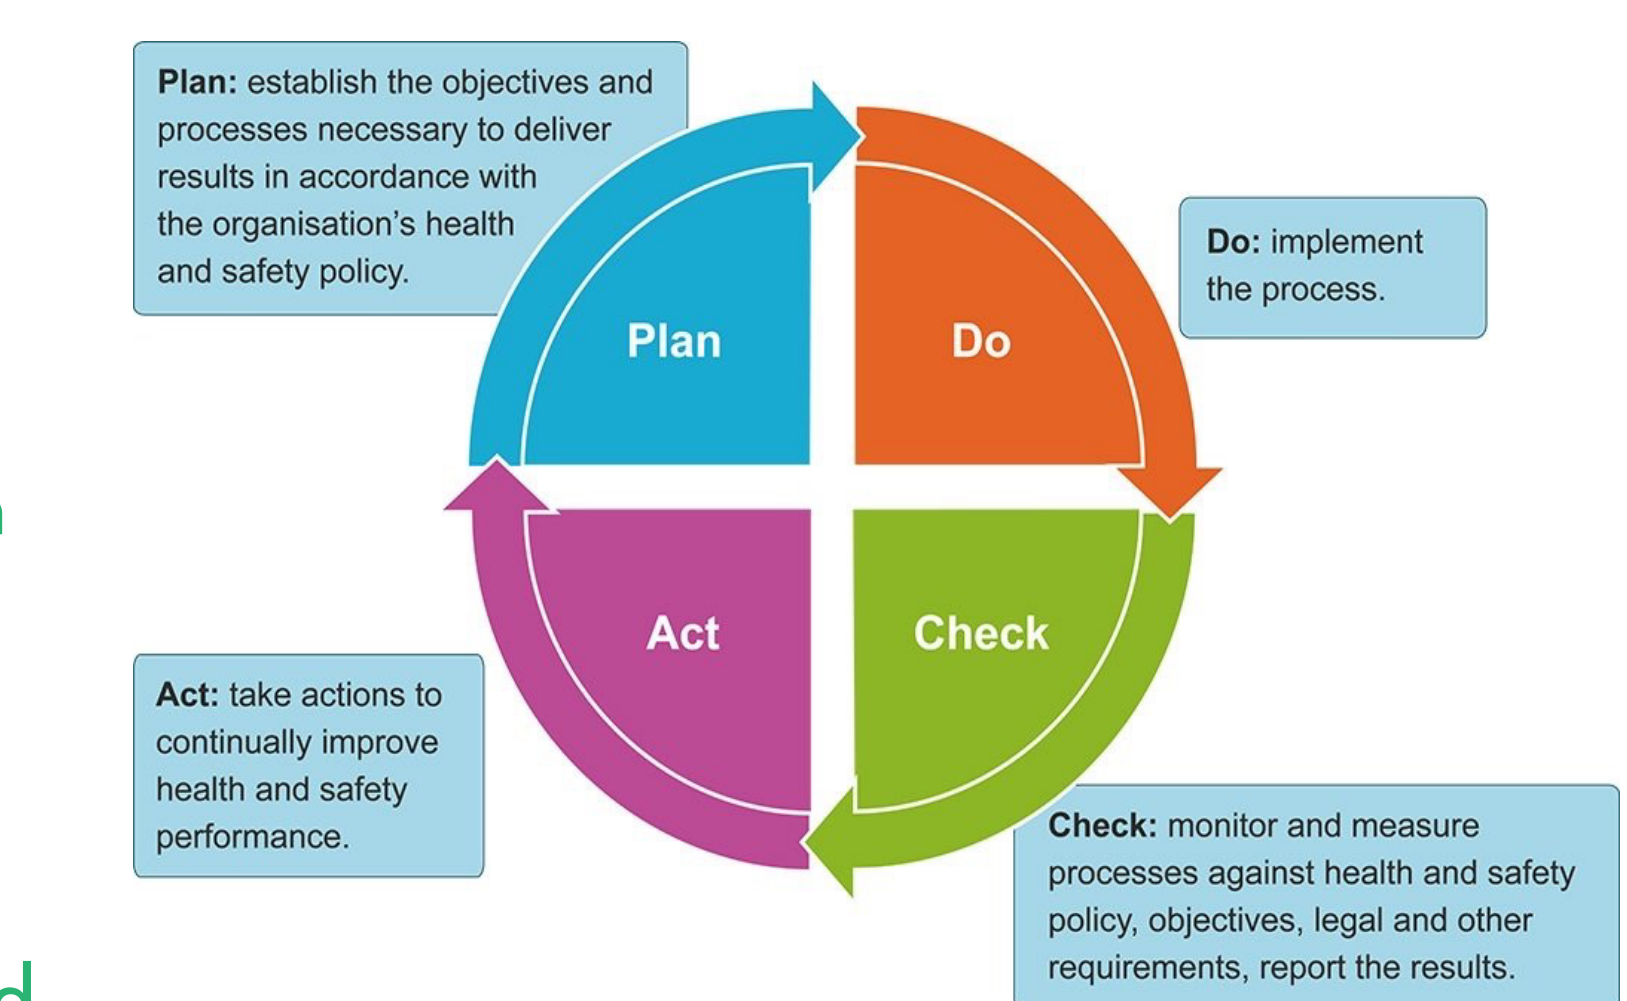 Plan: establish the objectives and
processes necessary to deliver
results in accordance with
the organisation’s health
and safety policy.
Do: implement
the process.
Plan
Do
Act
Check
Act: take actions to
continually improve
health and safety
performance.
Check: monitor and measure
processes against health and safety
policy, objectives, legal and other
requirements, report the results.